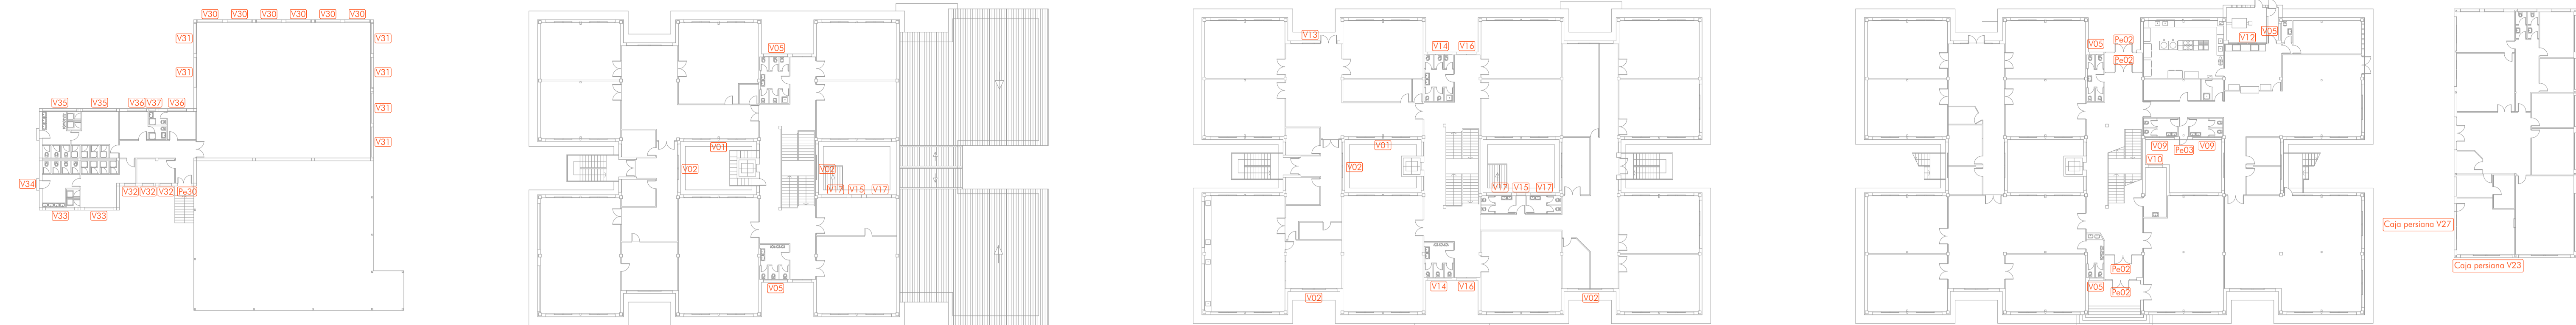 V30 V30 V30 V30 V30 V30
V31 V31
V31 V31
V35 V35 V36 V37 V36 V31
V31
V34 V32 V32 V32 Pe30
V33 V33
V05
V01
V02 V02
V17 V15 V17
V05
V13 V14 V16
V01
V02
V17 V15 V17
V14 V16
V02 V02
V05 Pe02 V12 V05
Pe02
V09 Pe03 V09
V10
Pe02
V05 Pe02
Caja persiana V27
Caja persiana V23